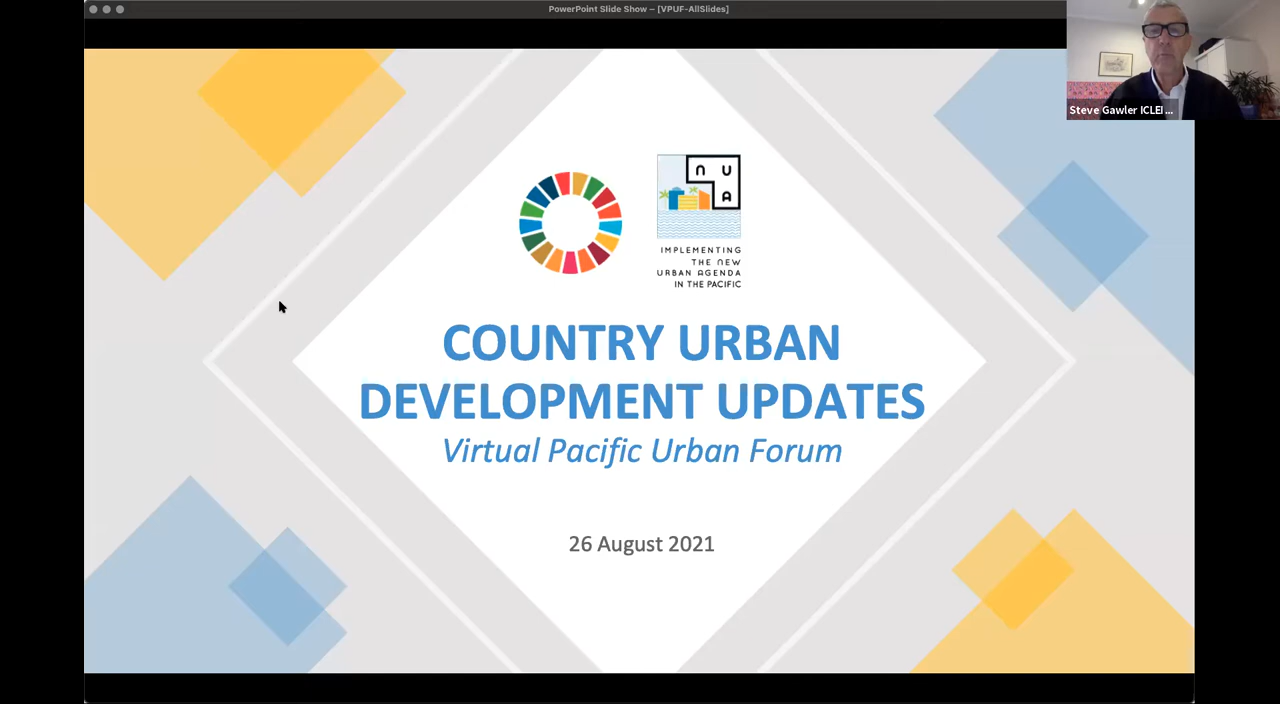 PowerPoint Slide Show – [VPUF-AllSlides]
Steve Gawler ICLEI ...
n U
A
IMPLEMENTING
THE NEW
URBAN AGENDA
IN THE PACIFIC
COUNTRY URBAN
DEVELOPMENT UPDATES
Virtual Pacific Urban Forum
26 August 2021